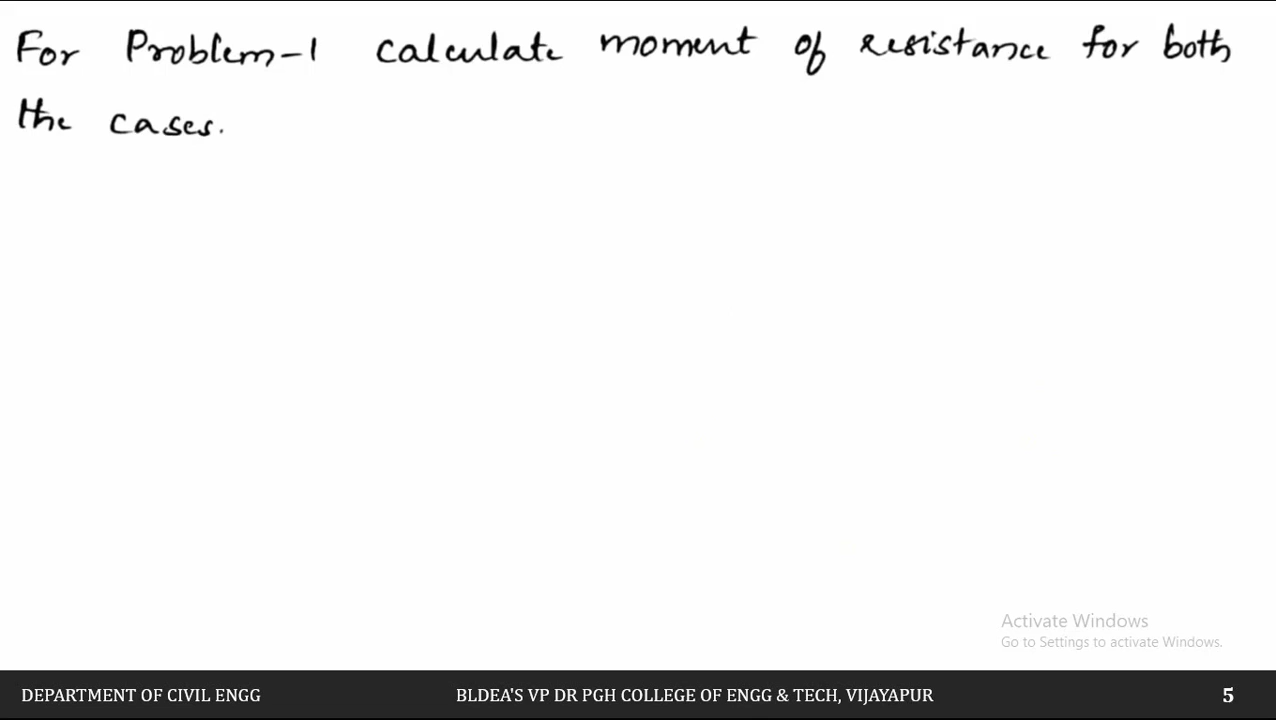 For Problem-1 calculate moment of resistance for both
the cases.
Activate Windows
Go to Settings to activate Windows.
DEPARTMENT OF CIVIL ENGG BLDEA'S VP DR PGH COLLEGE OF ENGG & TECH, VIJAYAPUR 5